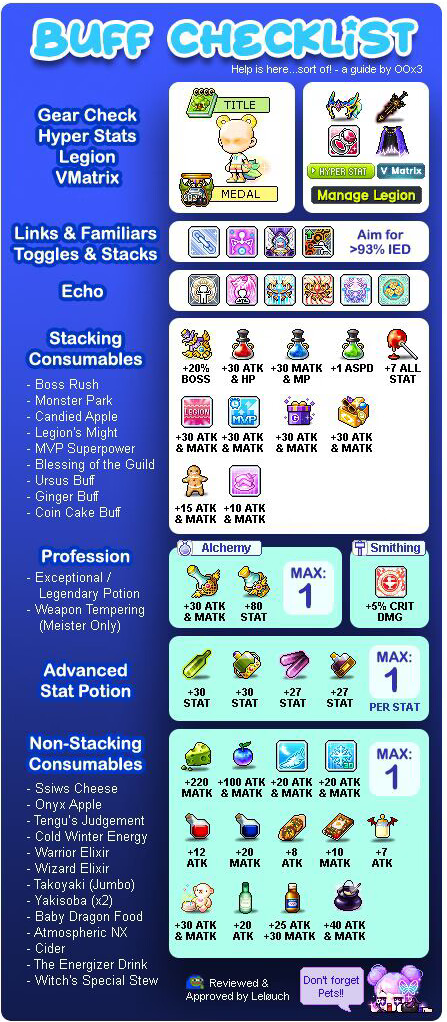 BUFF CHECKLIST
Help is here...sort of! - a guide by OOx3
Gear Check
Hyper Stats
Legion
VMatrix
TITLE
MEDAL
HYPER STAT
V Matrix
Manage Legion
Links & Familiars
Toggles & Stacks
Aim for
>93% IED
Echo
Stacking
Consumables
- Boss Rush
- Monster Park
- Candied Apple
- Legion's Might
- MVP Superpower
- Blessing of the Guild
- Ursus Buff
- Ginger Buff
- Coin Cake Buff
+20%
BOSS
+30 ATK
& HP
+30 MATK
& MP
+1 ASPD
+7 ALL
STAT
LEGION
MVP
G
+30 ATK
& MATK
+30 ATK
& MATK
+30 ATK
& MATK
+30 ATK
& MATK
+15 ATK
& MATK
+10 ATK
& MATK
Profession
- Exceptional /
Legendary Potion
- Weapon Tempering
(Meister Only)
Alchemy
+30 ATK
& MATK
+80
STAT
MAX:
1
Smithing
+5% CRIT
DMG
Advanced
Stat Potion
+30
STAT
+30
STAT
+27
STAT
+27
STAT
MAX:
1
PER STAT
Non-Stacking
Consumables
- Ssiws Cheese
- Onyx Apple
- Tengu's Judgement
- Cold Winter Energy
- Warrior Elixir
- Wizard Elixir
- Takoyaki (Jumbo)
- Yakisoba (x2)
- Baby Dragon Food
- Atmospheric NX
- Cider
- The Energizer Drink
- Witch's Special Stew
+220
MATK
+100 ATK
& MATK
+20 ATK
& MATK
+20 ATK
& MATK
MAX:
1
+12
ATK
+20
MATK
+8
ATK
+10
MATK
+7
ATK
+30 ATK
& MATK
+20
ATK
+25 ATK
+30 MATK
+40 ATK
& MATK
Reviewed &
Approved by Leløuch
Don't forget
Pets!!